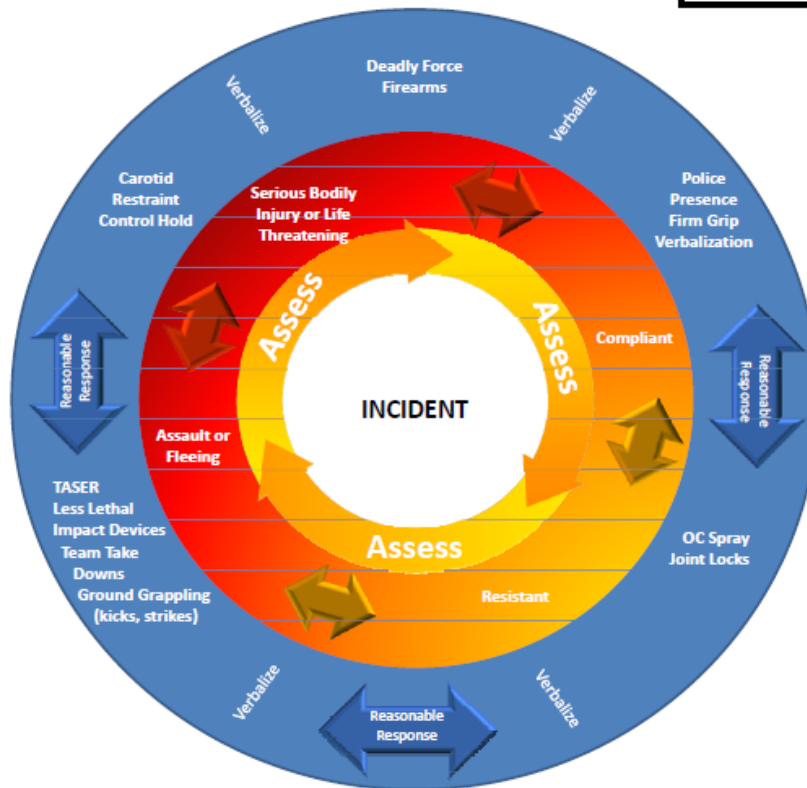 Deadly Force
Firearms
Verbalize
Verbalize
Carotid
Restraint
Control Hold
Serious Bodily
Injury or Life
Threatening
Police
Presence
Firm Grip
Verbalization
Assess
Assess
Compliant
Reasonable
Response
INCIDENT
Reasonable
Response
Assault or
Fleeing
TASER
Less Lethal
Impact Devices
Team Take
Downs
Ground Grappling
(kicks, strikes)
Assess
OC Spray
Joint Locks
Resistant
Verbalize
Verbalize
Reasonable
Response